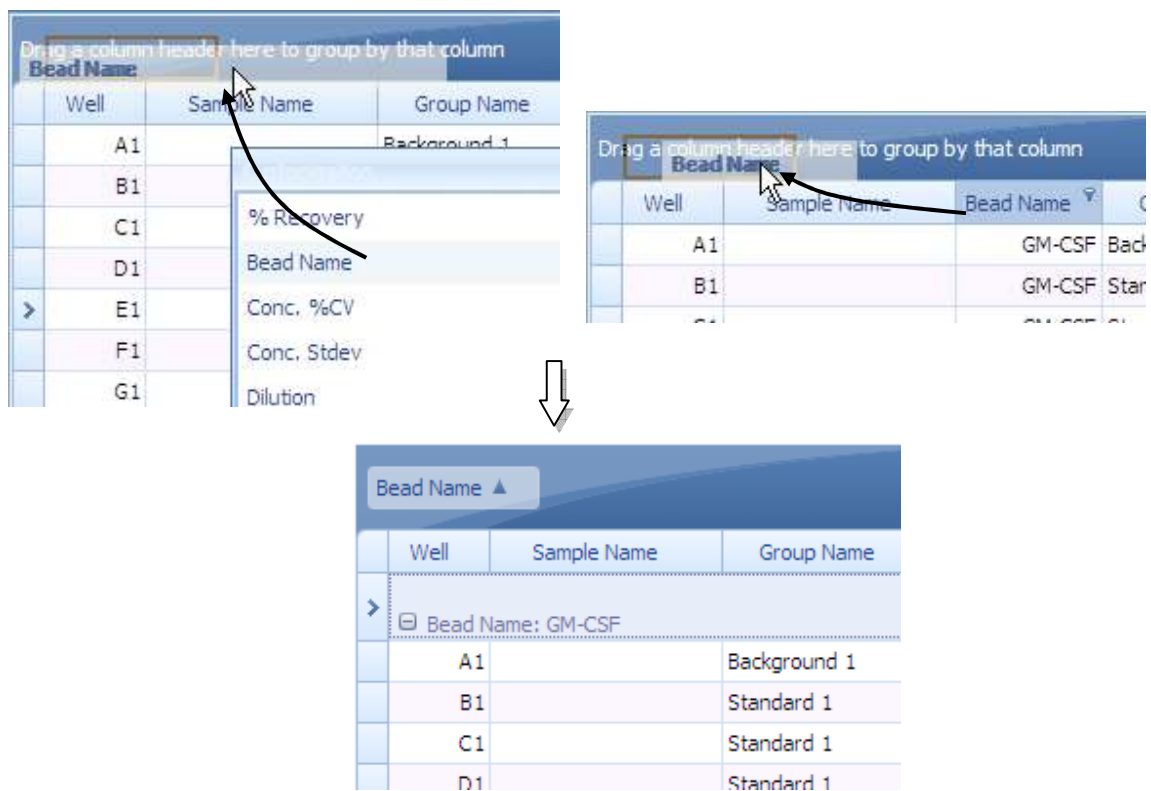 Drag a column header here to group by that column
Bead Name
Well Sample Name Group Name
A1 Background 1
B1
% Recovery
C1
Bead Name
D1
Conc. %CV
E1
Conc. Stdev
F1
Dilution
G1
Drag a column header here to group by that column
Bead Name
Well Sample Name Bead Name
A1 GM-CSF
B1 GM-CSF
Bead Name
Well Sample Name Group Name
Bead Name: GM-CSF
A1 Background 1
B1 Standard 1
C1 Standard 1
D1 Standard 1